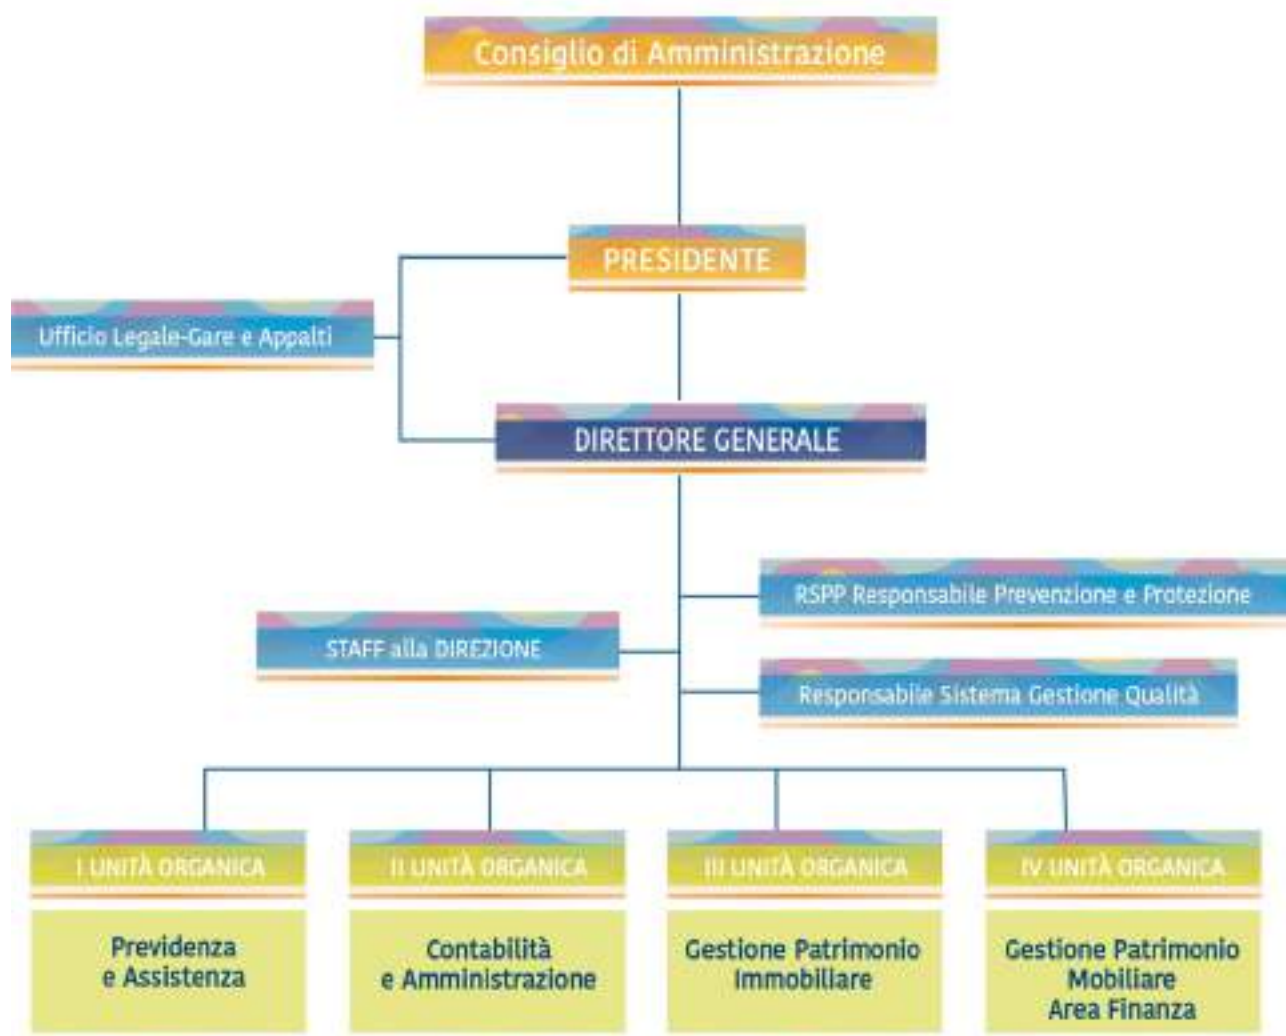 Consiglio di Amministrazione
PRESIDENTE
Ufficio Legale-Gare e Appalti
DIRETTORE GENERALE
RSPP Responsabile Prevenzione e Protezione
STAFF alla DIREZIONE
Responsabile Sistema Gestione Qualità
I UNITÀ ORGANICA
Previdenza
e Assistenza
II UNITÀ ORGANICA
Contabilità
e Amministrazione
III UNITÀ ORGANICA
Gestione Patrimonio
Immobiliare
IV UNITÀ ORGANICA
Gestione Patrimonio
Mobiliare
Area Finanza